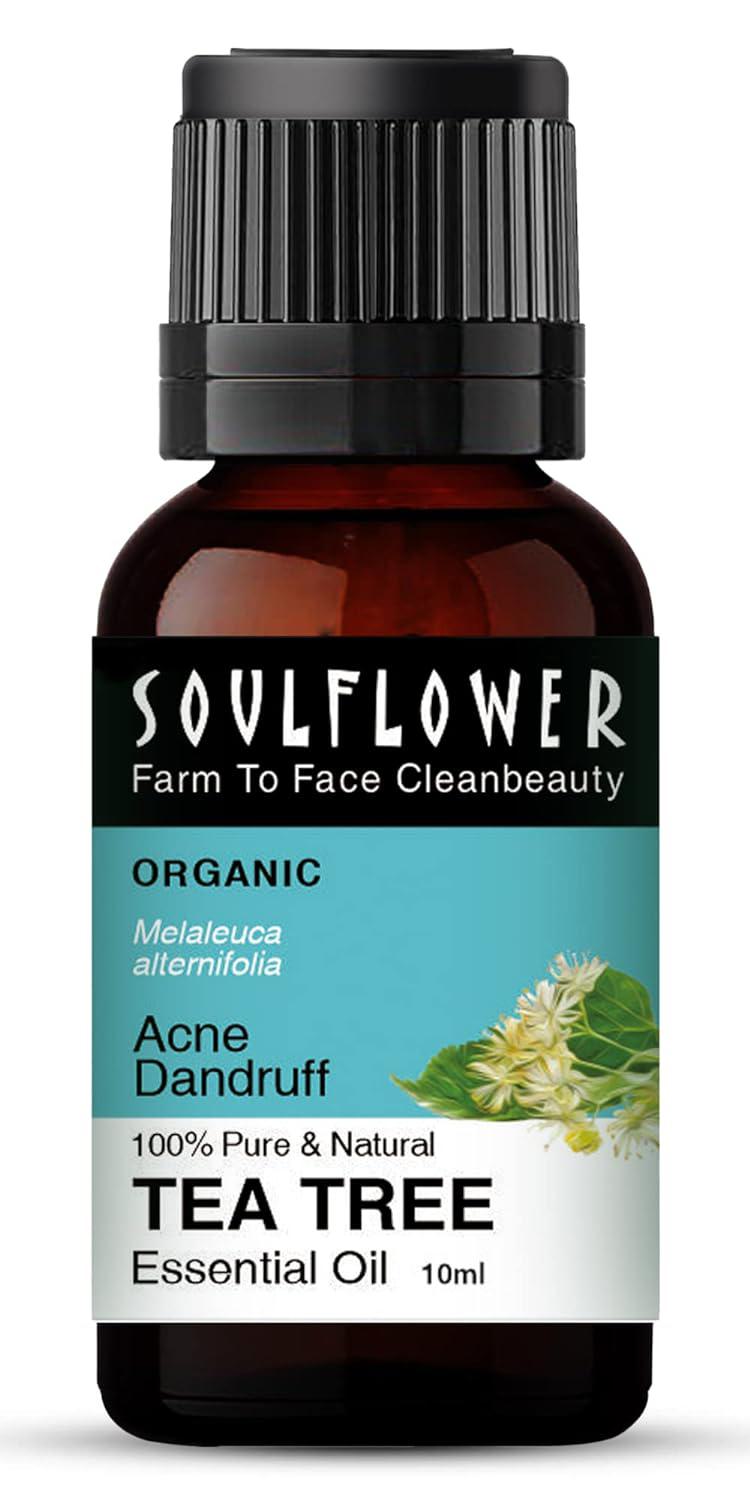 SOULFLOWER
Farm To Face Cleanbeauty
ORGANIC
Melaleuca
alternifolia
Acne
Dandruff
100% Pure & Natural
TEA TREE
Essential Oil 10ml